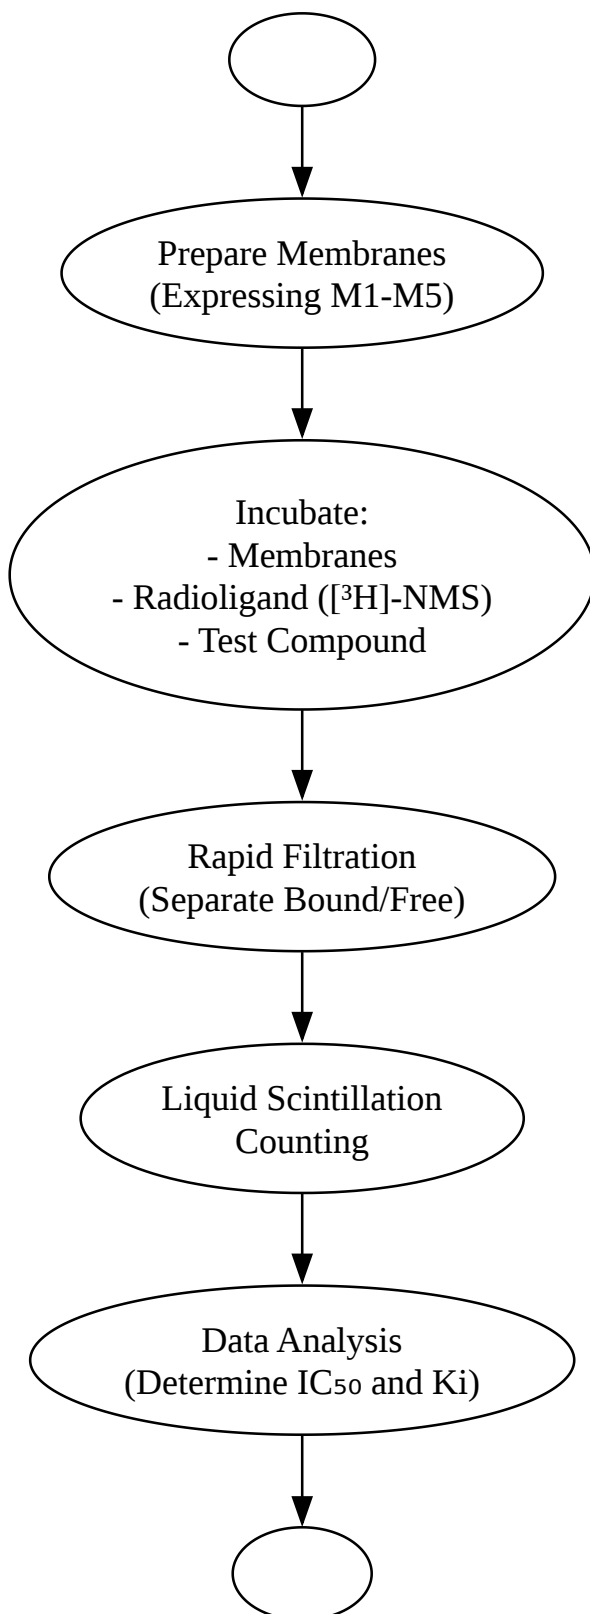 Prepare Membranes
(Expressing M1-M5)
Incubate:
- Membranes
- Radioligand ([³H]-NMS)
- Test Compound
Rapid Filtration
(Separate Bound/Free)
Liquid Scintillation
Counting
Data Analysis
(Determine IC₅₀ and Ki)